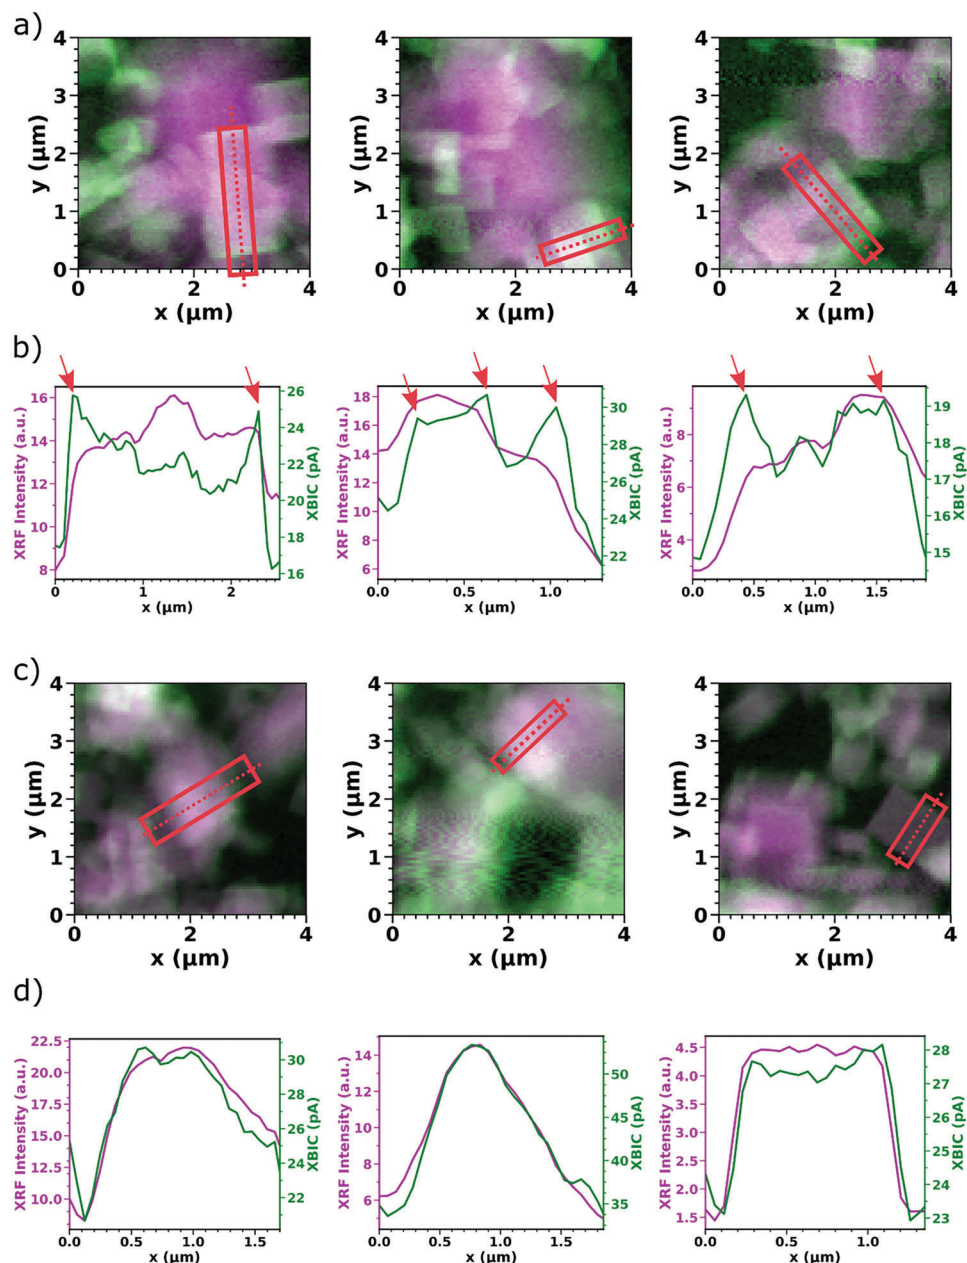 a)
4
3
2
1
0
y (μm)
0 2 4
x (μm)
4
3
2
1
0
y (μm)
0 2 4
x (μm)
4
3
2
1
0
y (μm)
0 2 4
x (μm)
b)
XRF Intensity (a.u.)
16
14
12
10
8
0 1 2
x (μm)
26
24
22
20
18
16
XBIC (pA)
XRF Intensity (a.u.)
18
16
14
12
10
8
6
0.0 0.5 1.0
x (μm)
30
28
26
24
22
XBIC (pA)
XRF Intensity (a.u.)
8
6
4
0.0 0.5 1.0 1.5
x (μm)
19
18
17
16
15
XBIC (pA)
c)
4
3
2
1
0
y (μm)
0 2 4
x (μm)
4
3
2
1
0
y (μm)
0 2 4
x (μm)
4
3
2
1
0
y (μm)
0 2 4
x (μm)
d)
XRF Intensity (a.u.)
22.5
20.0
17.5
15.0
12.5
10.0
0.0 0.5 1.0 1.5
x (μm)
30
28
26
24
22
XBIC (pA)
XRF Intensity (a.u.)
14
12
10
8
6
0.0 0.5 1.0 1.5
x (μm)
50
45
40
35
XBIC (pA)
XRF Intensity (a.u.)
4.5
4.0
3.5
3.0
2.5
2.0
1.5
0.0 0.5 1.0
x (μm)
28
27
26
25
24
23
XBIC (pA)